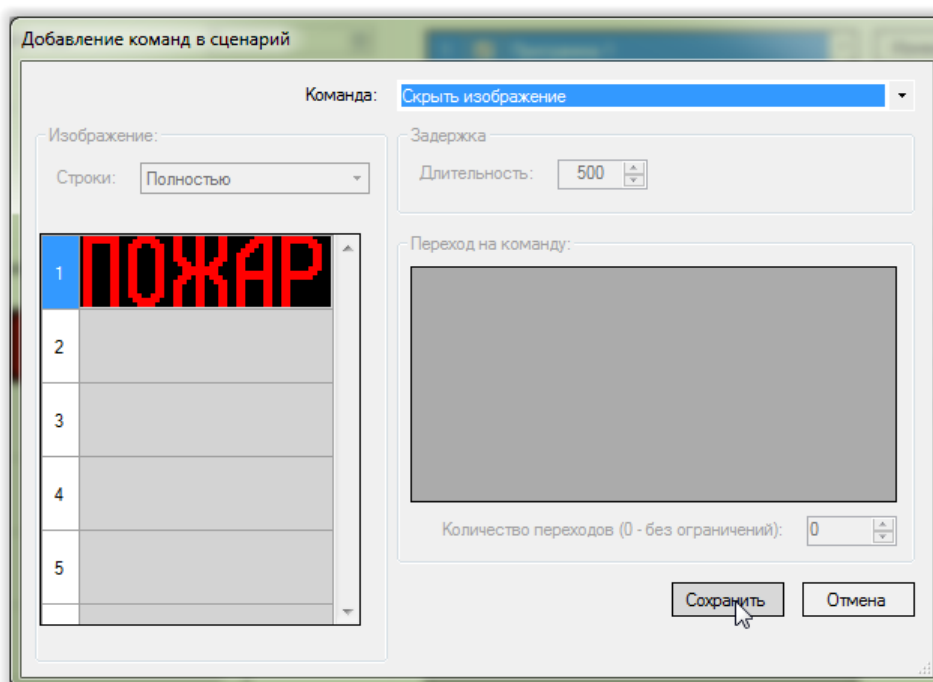 Добавление команд в сценарий
Команда: Скрыть изображение
Изображение:
Строки: Полностью
1 ПОЖАР
2
3
4
5
Задержка
Длительность: 500
Переход на команду:
Количество переходов (0 - без ограничений): 0
Сохранить Отмена